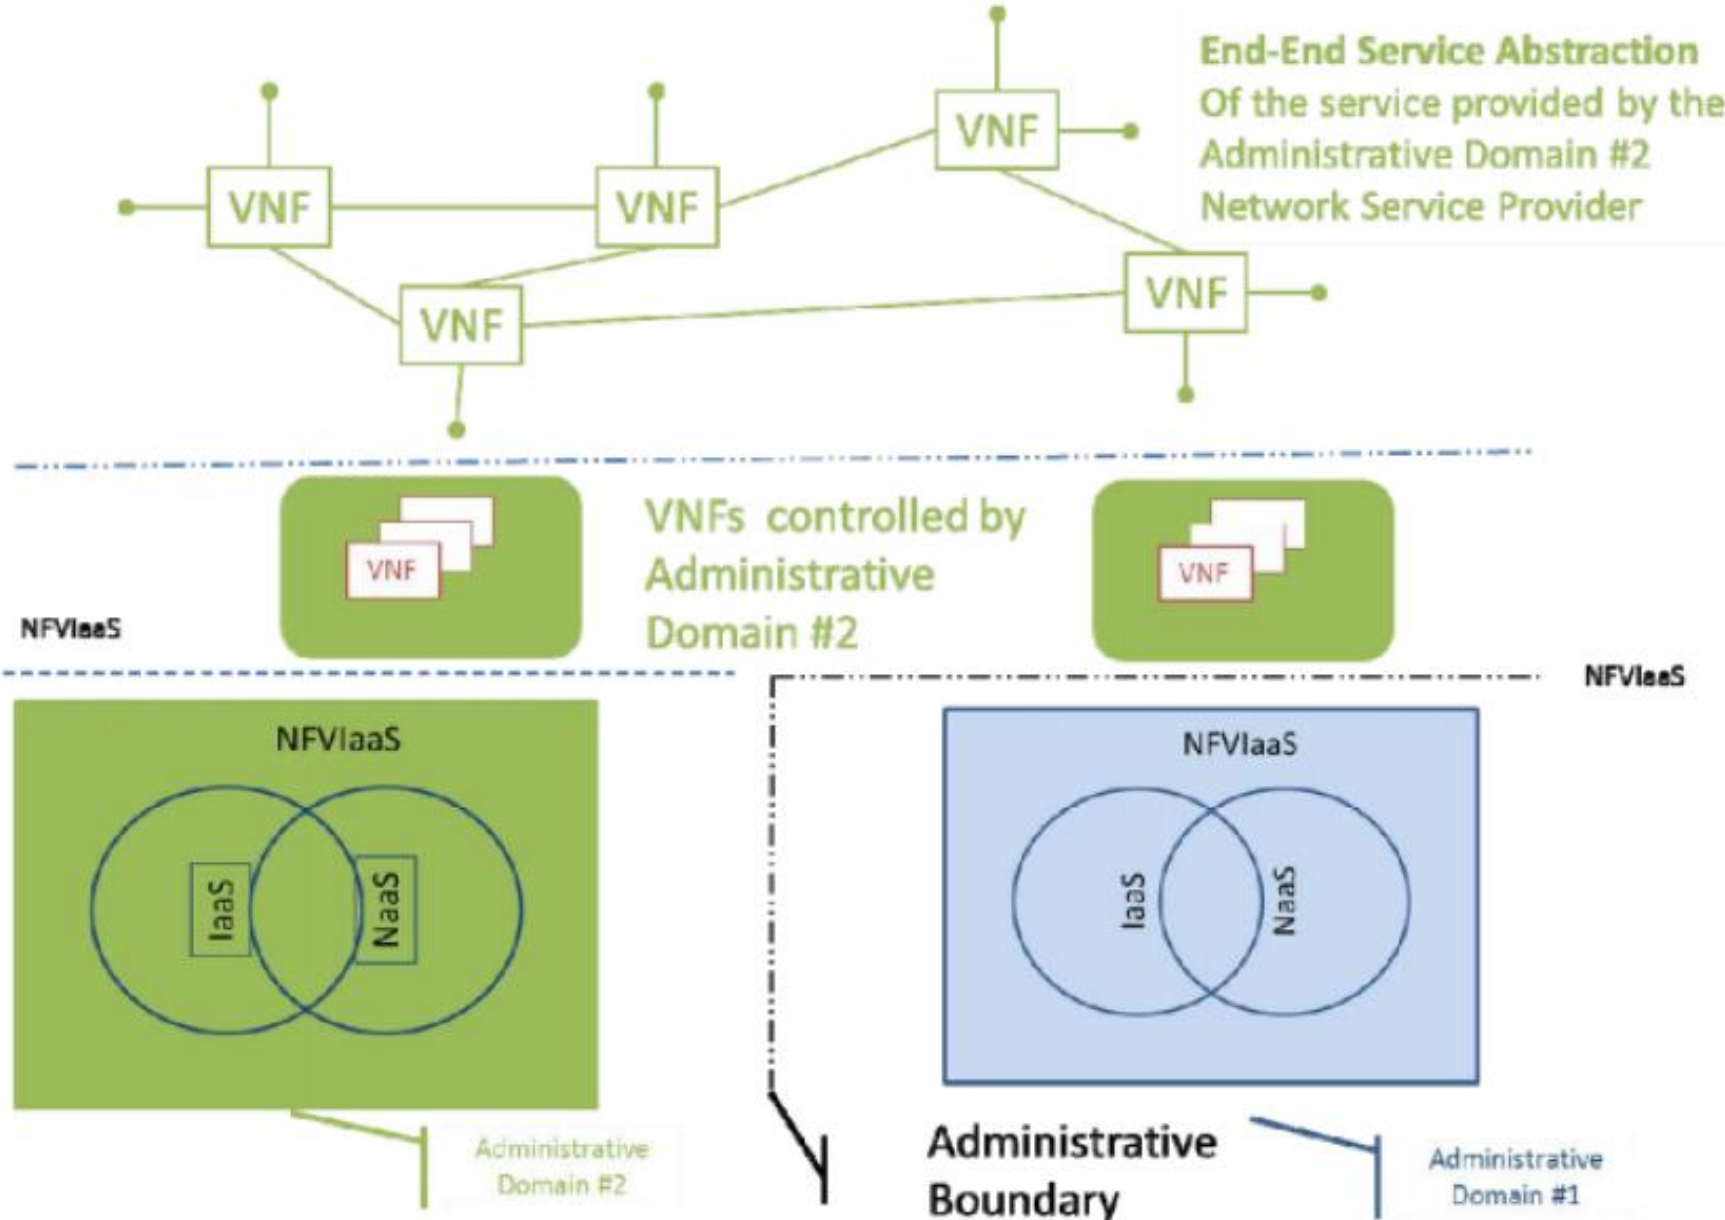 End-End Service Abstraction
Of the service provided by the
Administrative Domain #2
Network Service Provider
VNF
VNF
VNF
VNF
VNF
VNF
VNFs controlled by
Administrative
Domain #2
VNF
NFVIaaS
NFVIaaS
NFVIaaS
IaaS
NaaS
NFVIaaS
IaaS
NaaS
Administrative
Domain #2
Administrative
Boundary
Administrative
Domain #1